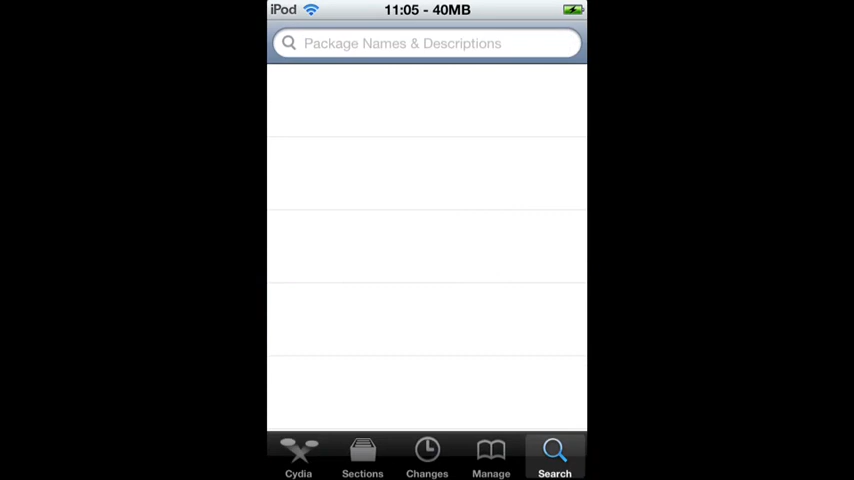 iPod 11:05 - 40MB
Package Names & Descriptions
Cydia Sections Changes Manage Search